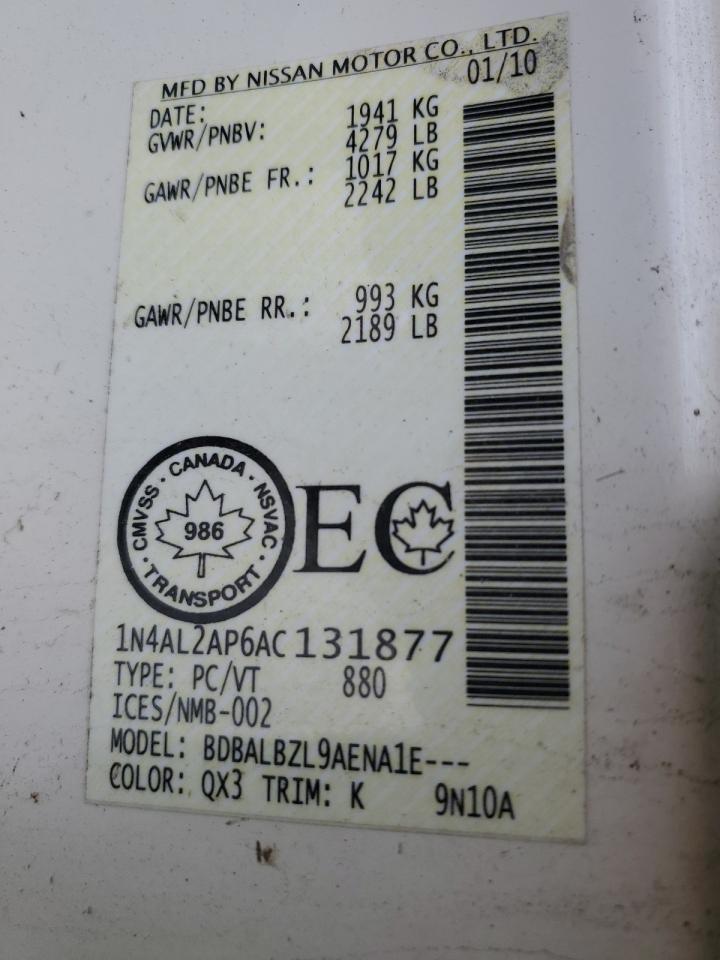 MFD BY NISSAN MOTOR CO., LTD.
DATE: 01/10
GVWR/PNBV: 1941 KG
4279 LB
GAWR/PNBE FR.: 1017 KG
2242 LB
GAWR/PNBE RR.: 993 KG
2189 LB
CMVSS · CANADA · NSVAC
986
· TRANSPORT ·
EC
1N4AL2AP6AC131877
TYPE: PC/VT 880
ICES/NMB-002
MODEL: BDBALBZL9AENA1E---
COLOR: QX3 TRIM: K 9N10A